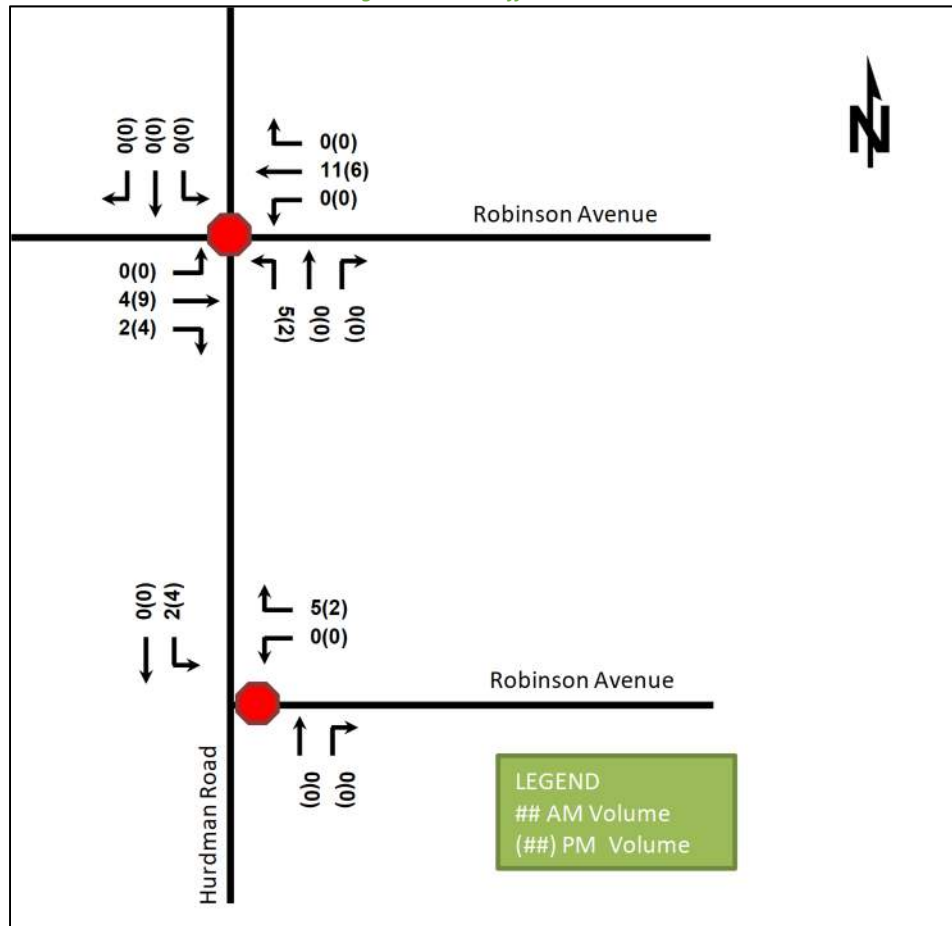 0(0)
0(0)
0(0)
0(0)
11(6)
0(0)
N
Robinson Avenue
0(0)
4(9)
2(4)
5(2)
0(0)
0(0)
0(0)
2(4)
5(2)
0(0)
Robinson Avenue
0(0)
0(0)
Hurdman Road
LEGEND
## AM Volume
(##) PM Volume